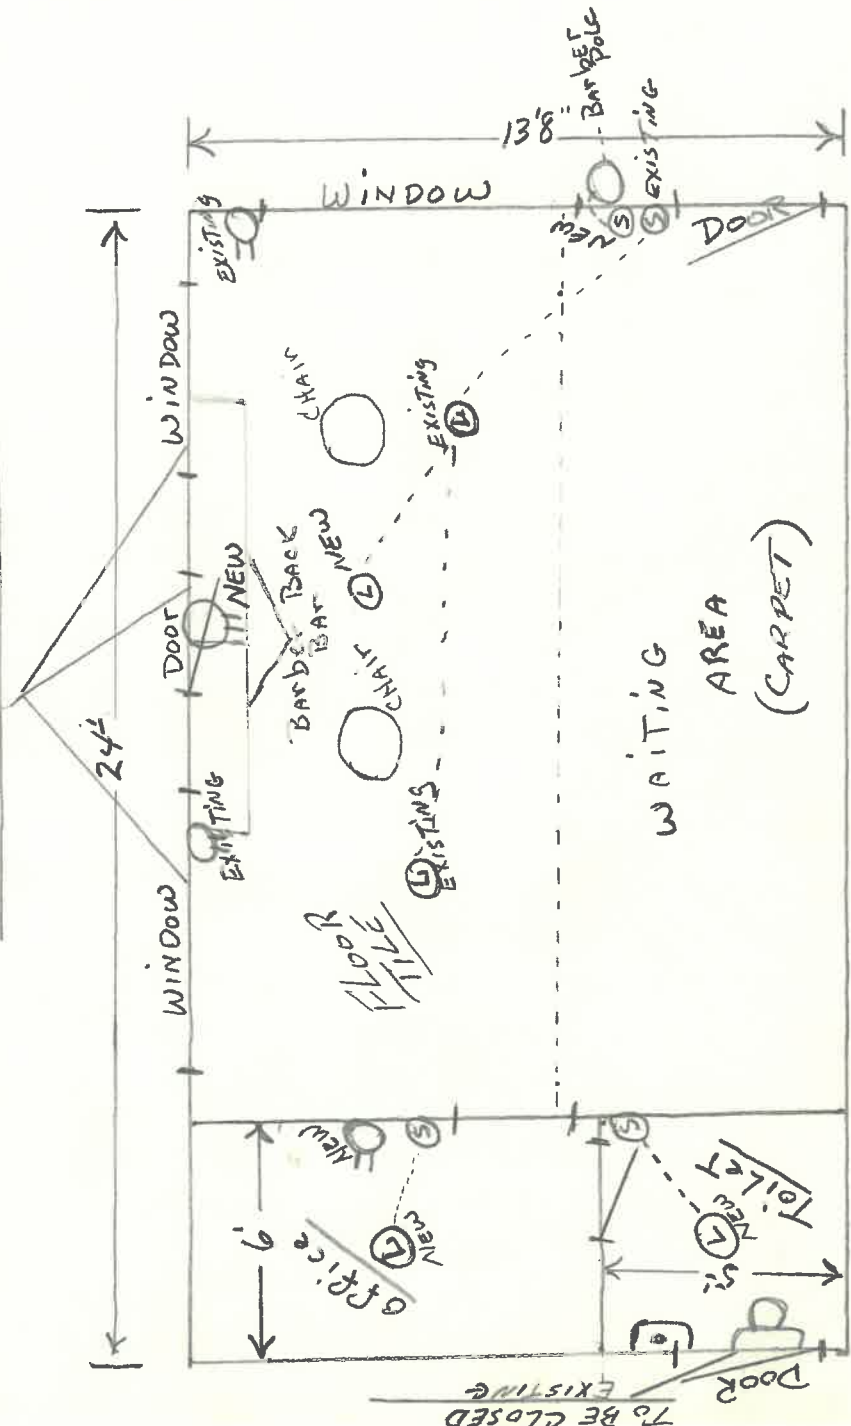 Barber
Pole
13'8"
EXISTING
WINDOW
EXISTING
NEW
S
S
DOOR
WINDOW
CHAIR
EXISTING
L
NEW
L
DOOR
NEW
Barber BACK
BAR
24'
CHAIR
EXISTING
EXISTING
L
WINDOW
FLOOR
TILE
WAITING
AREA
(CARPET)
NEW
S
S
6'
L
NEW
Office
L
NEW
TOILET
5'
DOOR
EXISTING
TO BE CLOSED